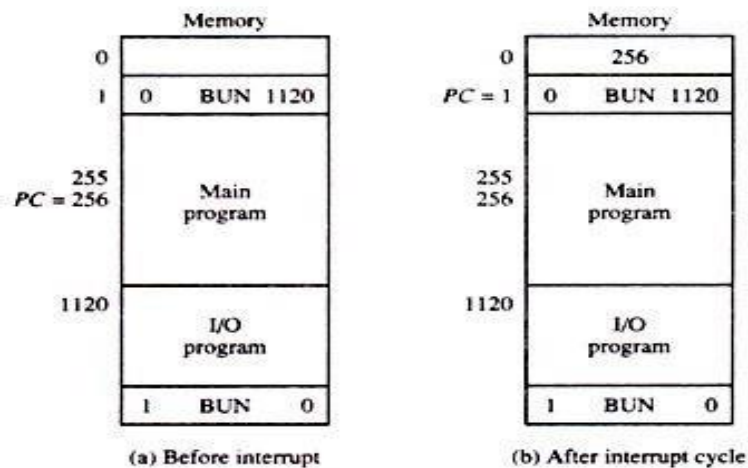 Memory
0
1 0 BUN 1120
255
PC = 256
Main
program
1120
I/O
program
1 BUN 0
(a) Before interrupt
Memory
0 256
PC = 1 0 BUN 1120
255
256
Main
program
1120
I/O
program
1 BUN 0
(b) After interrupt cycle